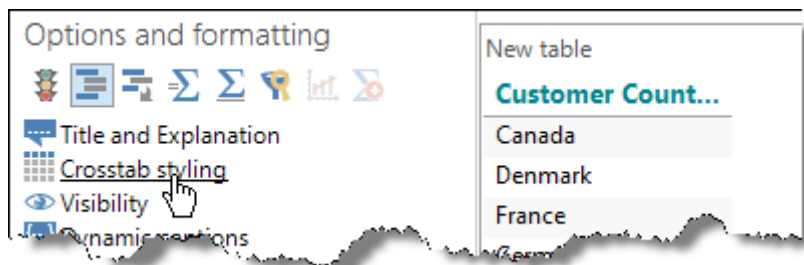 Options and formatting
Title and Explanation
Crosstab styling
Visibility
New table
Customer Count...
Canada
Denmark
France